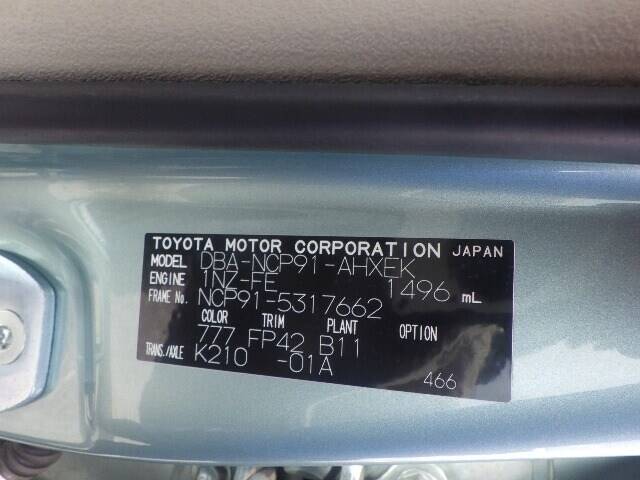 TOYOTA MOTOR CORPORATION JAPAN
MODEL DBA-NCP91-AHXEK
ENGINE 1NZ-FE 1496 mL
FRAME No. NCP91-5317662
COLOR TRIM PLANT OPTION
777 FP42 B11
TRANS./AXLE K210 -01A
466